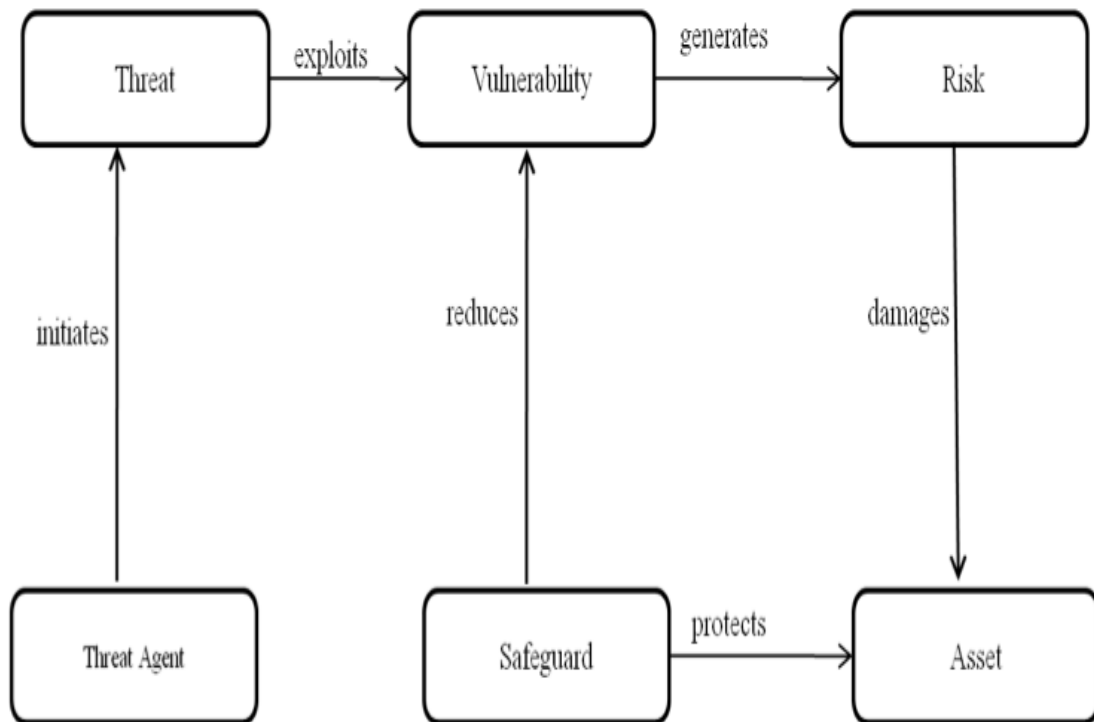 Threat
exploits
Vulnerability
generates
Risk
initiates
reduces
damages
Threat Agent
Safeguard
protects
Asset